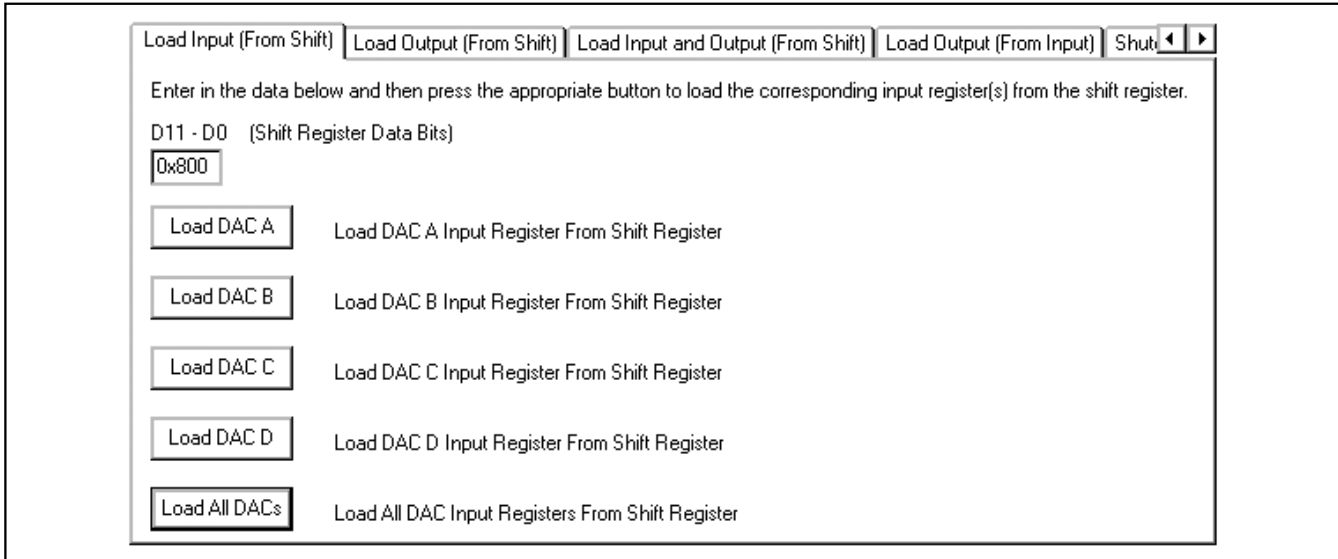 Load Input (From Shift) Load Output (From Shift) Load Input and Output (From Shift) Load Output (From Input) Shut
Enter in the data below and then press the appropriate button to load the corresponding input register(s) from the shift register.
D11 - D0 (Shift Register Data Bits)
0x800
Load DAC A Load DAC A Input Register From Shift Register
Load DAC B Load DAC B Input Register From Shift Register
Load DAC C Load DAC C Input Register From Shift Register
Load DAC D Load DAC D Input Register From Shift Register
Load All DACs Load All DAC Input Registers From Shift Register